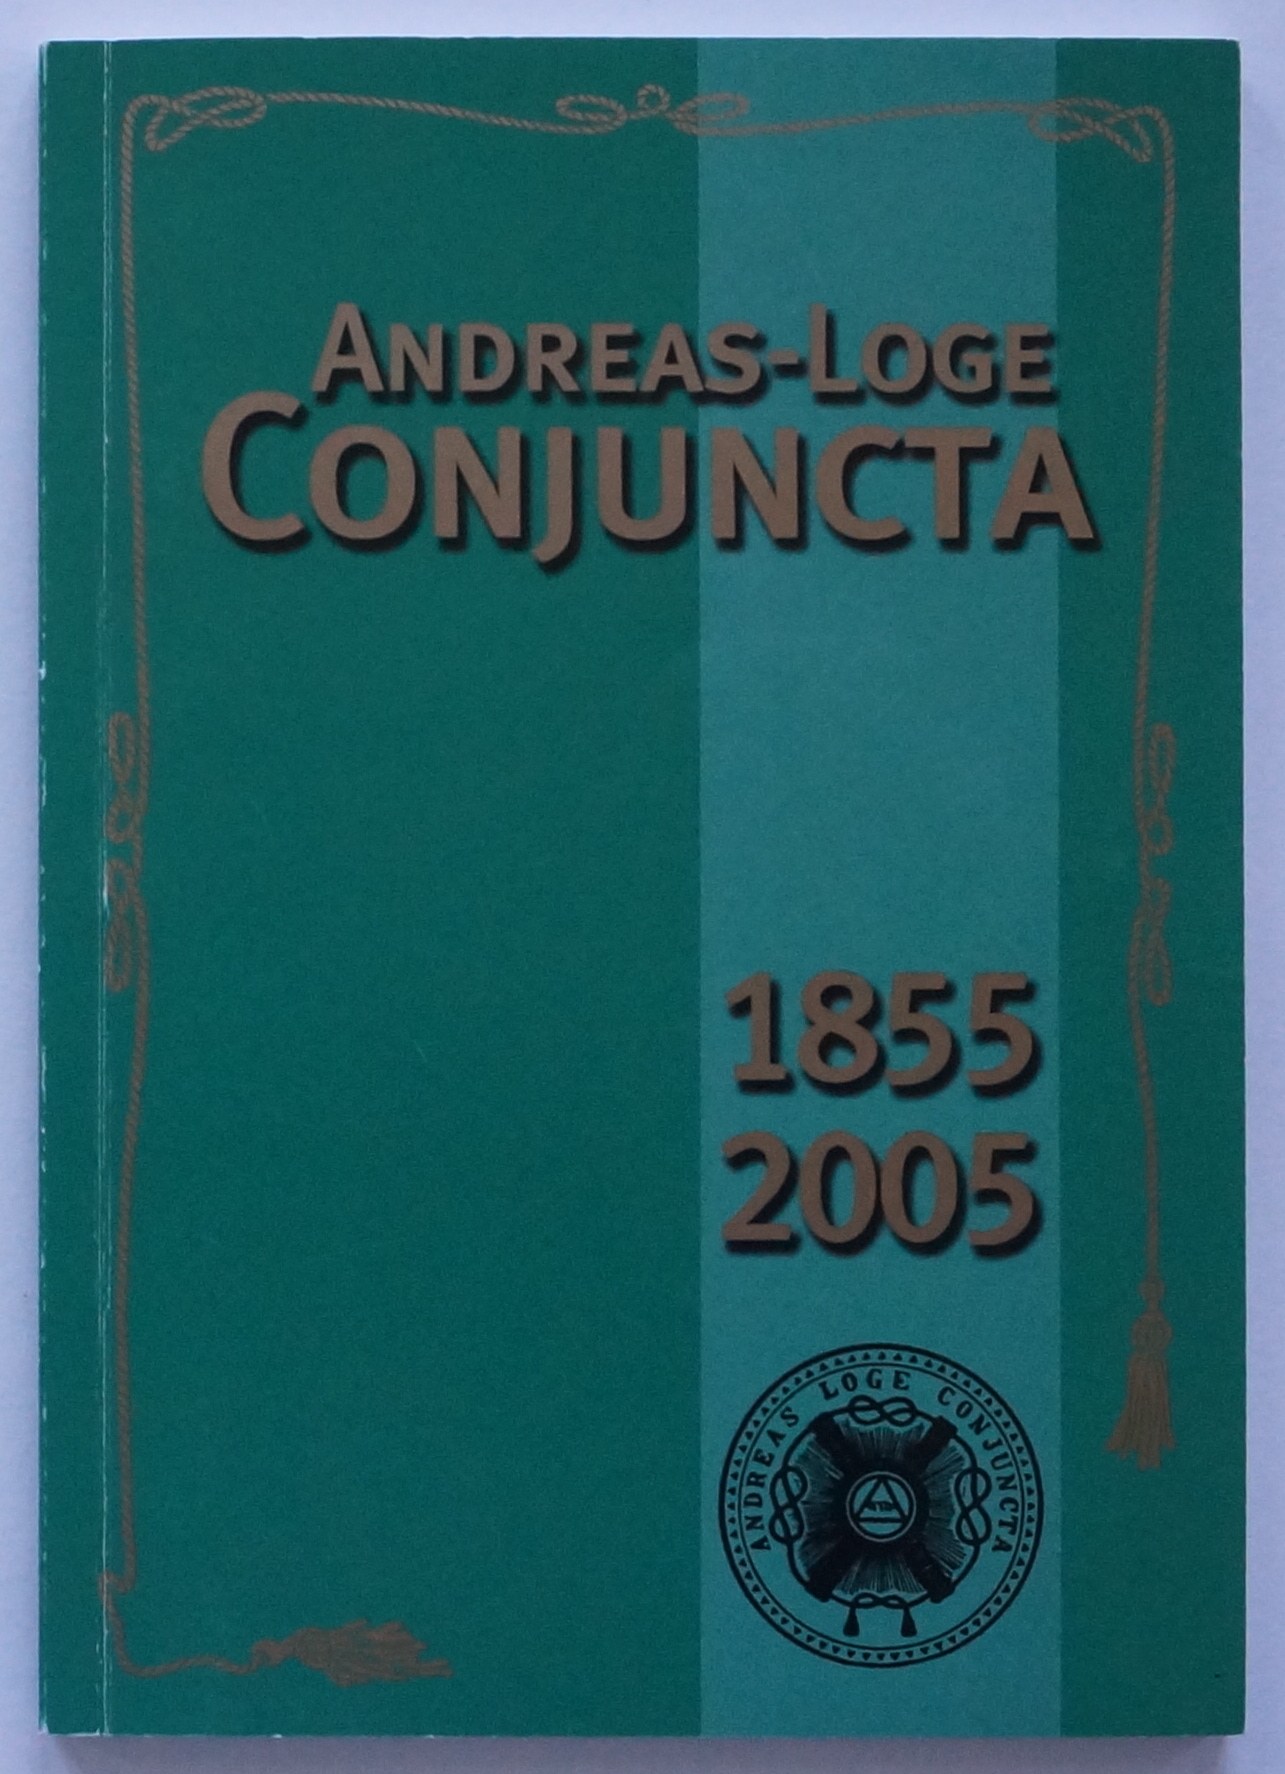 ANDREAS-LOGE
CONJUNCTA
1855
2005
ANDREAS LOGE CONJUNCTA